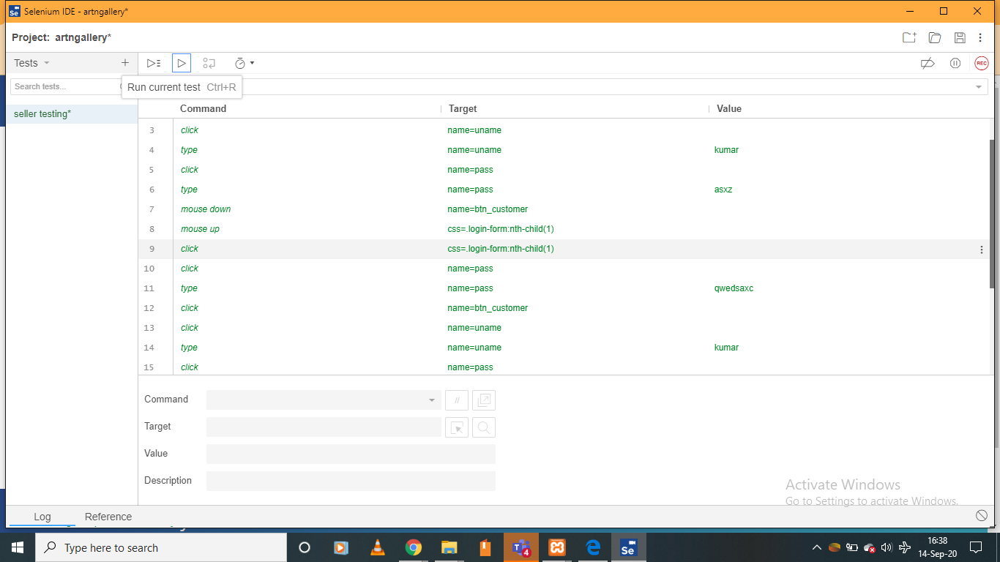 Selenium IDE - artngallery*
Project: artngallery*
Tests
REC
Search tests...
Run current test Ctrl+R
Command Target Value
seller testing*
3 click name=uname
4 type name=uname kumar
5 click name=pass
6 type name=pass asxz
7 mouse down name=btn_customer
8 mouse up css=.login-form:nth-child(1)
9 click css=.login-form:nth-child(1)
10 click name=pass
11 type name=pass qwedsaxc
12 click name=btn_customer
13 click name=uname
14 type name=uname kumar
15 click name=pass
Command //
Target
Value
Description
Activate Windows
Go to Settings to activate Windows.
Log Reference
Type here to search
4
Se
16:38
14-Sep-20